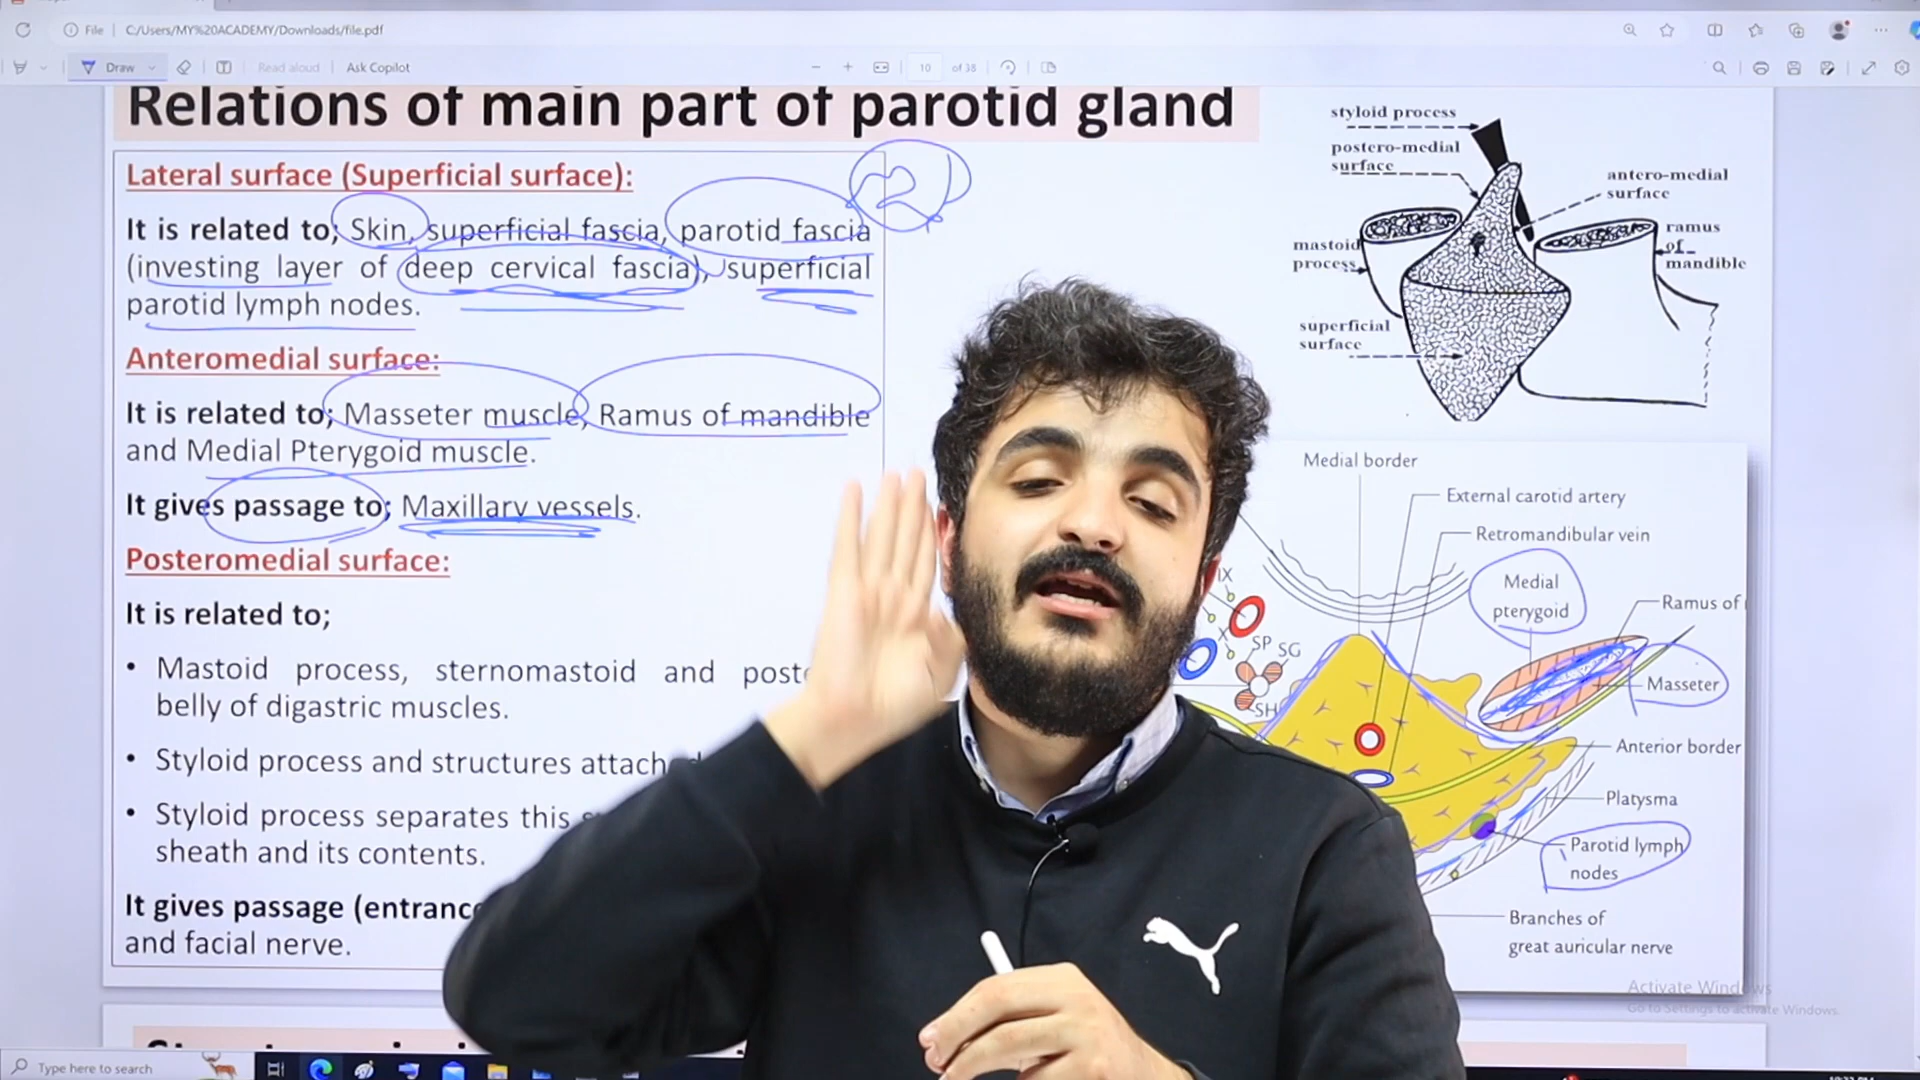 File C:/Users/MY%20ACADEMY/Downloads/file.pdf
Draw Read aloud Ask Copilot 10 of 38
Relations of main part of parotid gland
Lateral surface (Superficial surface):
It is related to; Skin, superficial fascia, parotid fascia
(investing layer of deep cervical fascia), superficial
parotid lymph nodes.
2
Anteromedial surface:
It is related to; Masseter muscle, Ramus of mandible
and Medial Pterygoid muscle.
It gives passage to; Maxillary vessels.
Posteromedial surface:
It is related to;
• Mastoid process, sternomastoid and
belly of digastric muscles.
• Styloid process and structures
• Styloid process separates this
sheath and its contents.
It gives passage
and facial nerve.
styloid process
postero-medial
surface
antero-medial
surface
mastoid
process
ramus
of
mandible
superficial
surface
Medial border
External carotid artery
Retromandibular vein
Medial
pterygoid
Ramus of
IX
X
SP SG
SH
Masseter
Anterior border
Platysma
Parotid lymph
nodes
Branches of
great auricular nerve
Activate Windows
Go to Settings to activate Windows.
Type here to search